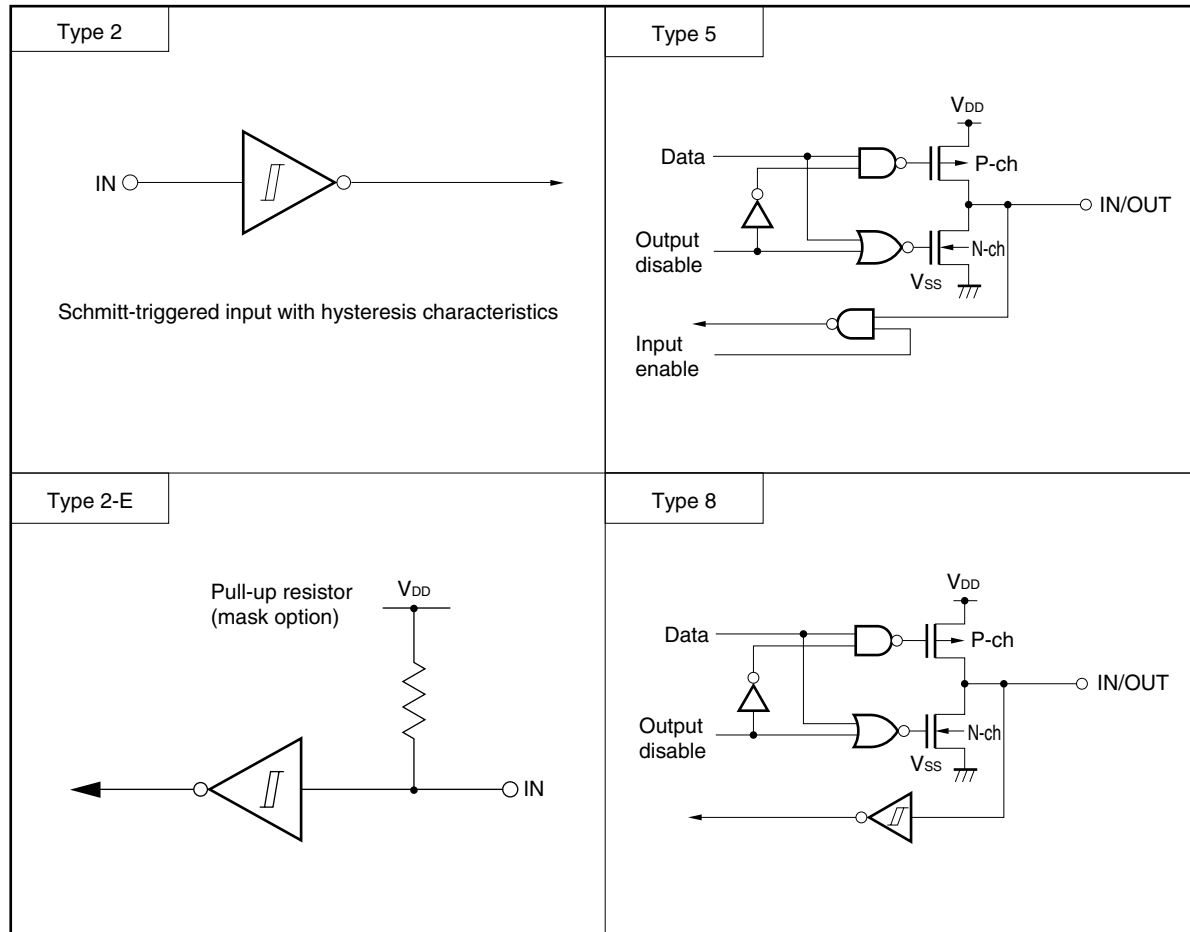 Type 2
IN
Schmitt-triggered input with hysteresis characteristics
Type 5
VDD
Data
P-ch
IN/OUT
Output
disable
N-ch
VSS
Input
enable
Type 2-E
Pull-up resistor
(mask option)
VDD
IN
Type 8
VDD
Data
P-ch
IN/OUT
Output
disable
N-ch
VSS